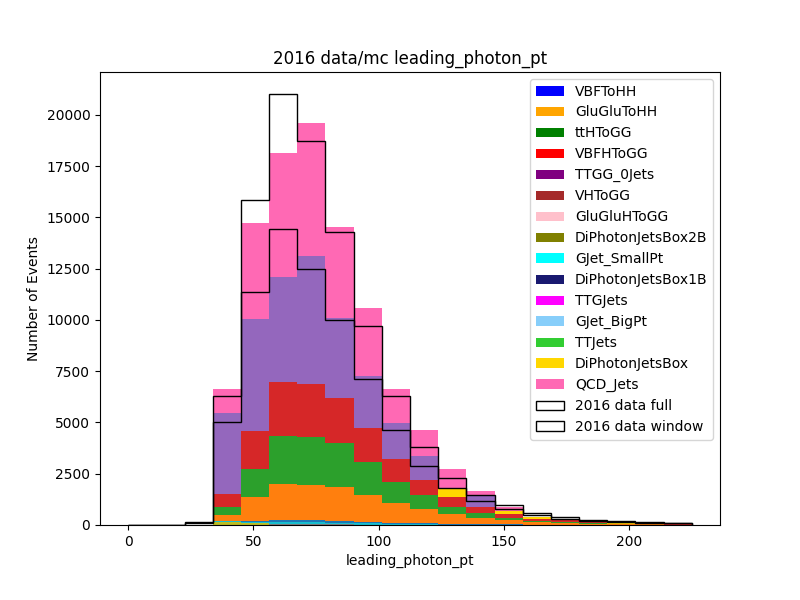 2016 data/mc leading_photon_pt
Number of Events
20000
17500
15000
12500
10000
7500
5000
2500
0
0
50
100
150
200
leading_photon_pt
VBFToHH
GluGluToHH
ttHToGG
VBFHToGG
TTGG_0Jets
VHToGG
GluGluHToGG
DiPhotonJetsBox2B
GJet_SmallPt
DiPhotonJetsBox1B
TTGJets
GJet_BigPt
TTJets
DiPhotonJetsBox
QCD_Jets
2016 data full
2016 data window